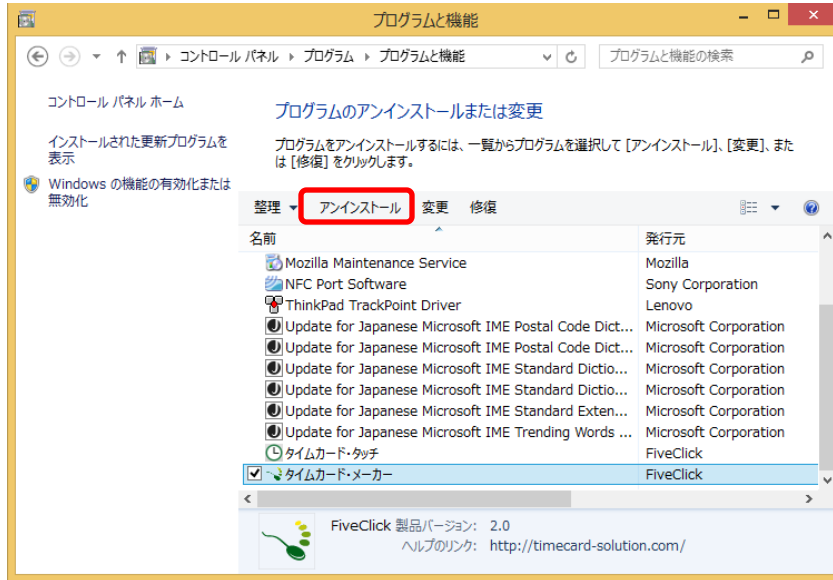 プログラムと機能
コントロール パネル プログラム プログラムと機能
プログラムと機能の検索
コントロール パネル ホーム
インストールされた更新プログラムを
表示
Windows の機能の有効化または
無効化
プログラムのアンインストールまたは変更
プログラムをアンインストールするには、一覧からプログラムを選択して [アンインストール]、[変更]、また
は [修復] をクリックします。
整理 アンインストール 変更 修復
名前 発行元
Mozilla Maintenance Service Mozilla
NFC Port Software Sony Corporation
ThinkPad TrackPoint Driver Lenovo
Update for Japanese Microsoft IME Postal Code Dict... Microsoft Corporation
Update for Japanese Microsoft IME Postal Code Dict... Microsoft Corporation
Update for Japanese Microsoft IME Standard Dictio... Microsoft Corporation
Update for Japanese Microsoft IME Standard Dictio... Microsoft Corporation
Update for Japanese Microsoft IME Standard Exten... Microsoft Corporation
Update for Japanese Microsoft IME Trending Words ... Microsoft Corporation
タイムカード・タッチ FiveClick
タイムカード・メーカー FiveClick
FiveClick 製品バージョン: 2.0
ヘルプのリンク: http://timecard-solution.com/